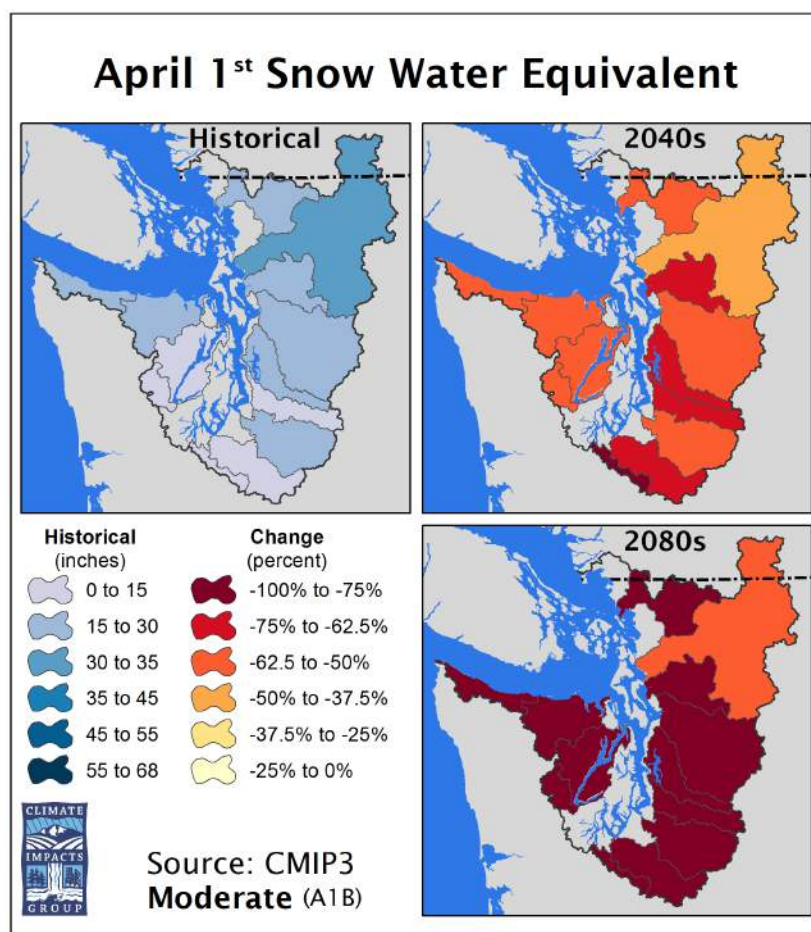 April 1st Snow Water Equivalent
Historical
2040s
Historical
(inches)
0 to 15
15 to 30
30 to 35
35 to 45
45 to 55
55 to 68
Change
(percent)
-100% to -75%
-75% to -62.5%
-62.5 to -50%
-50% to -37.5%
-37.5% to -25%
-25% to 0%
2080s
CLIMATE
IMPACTS
GROUP
Source: CMIP3
Moderate (A1B)